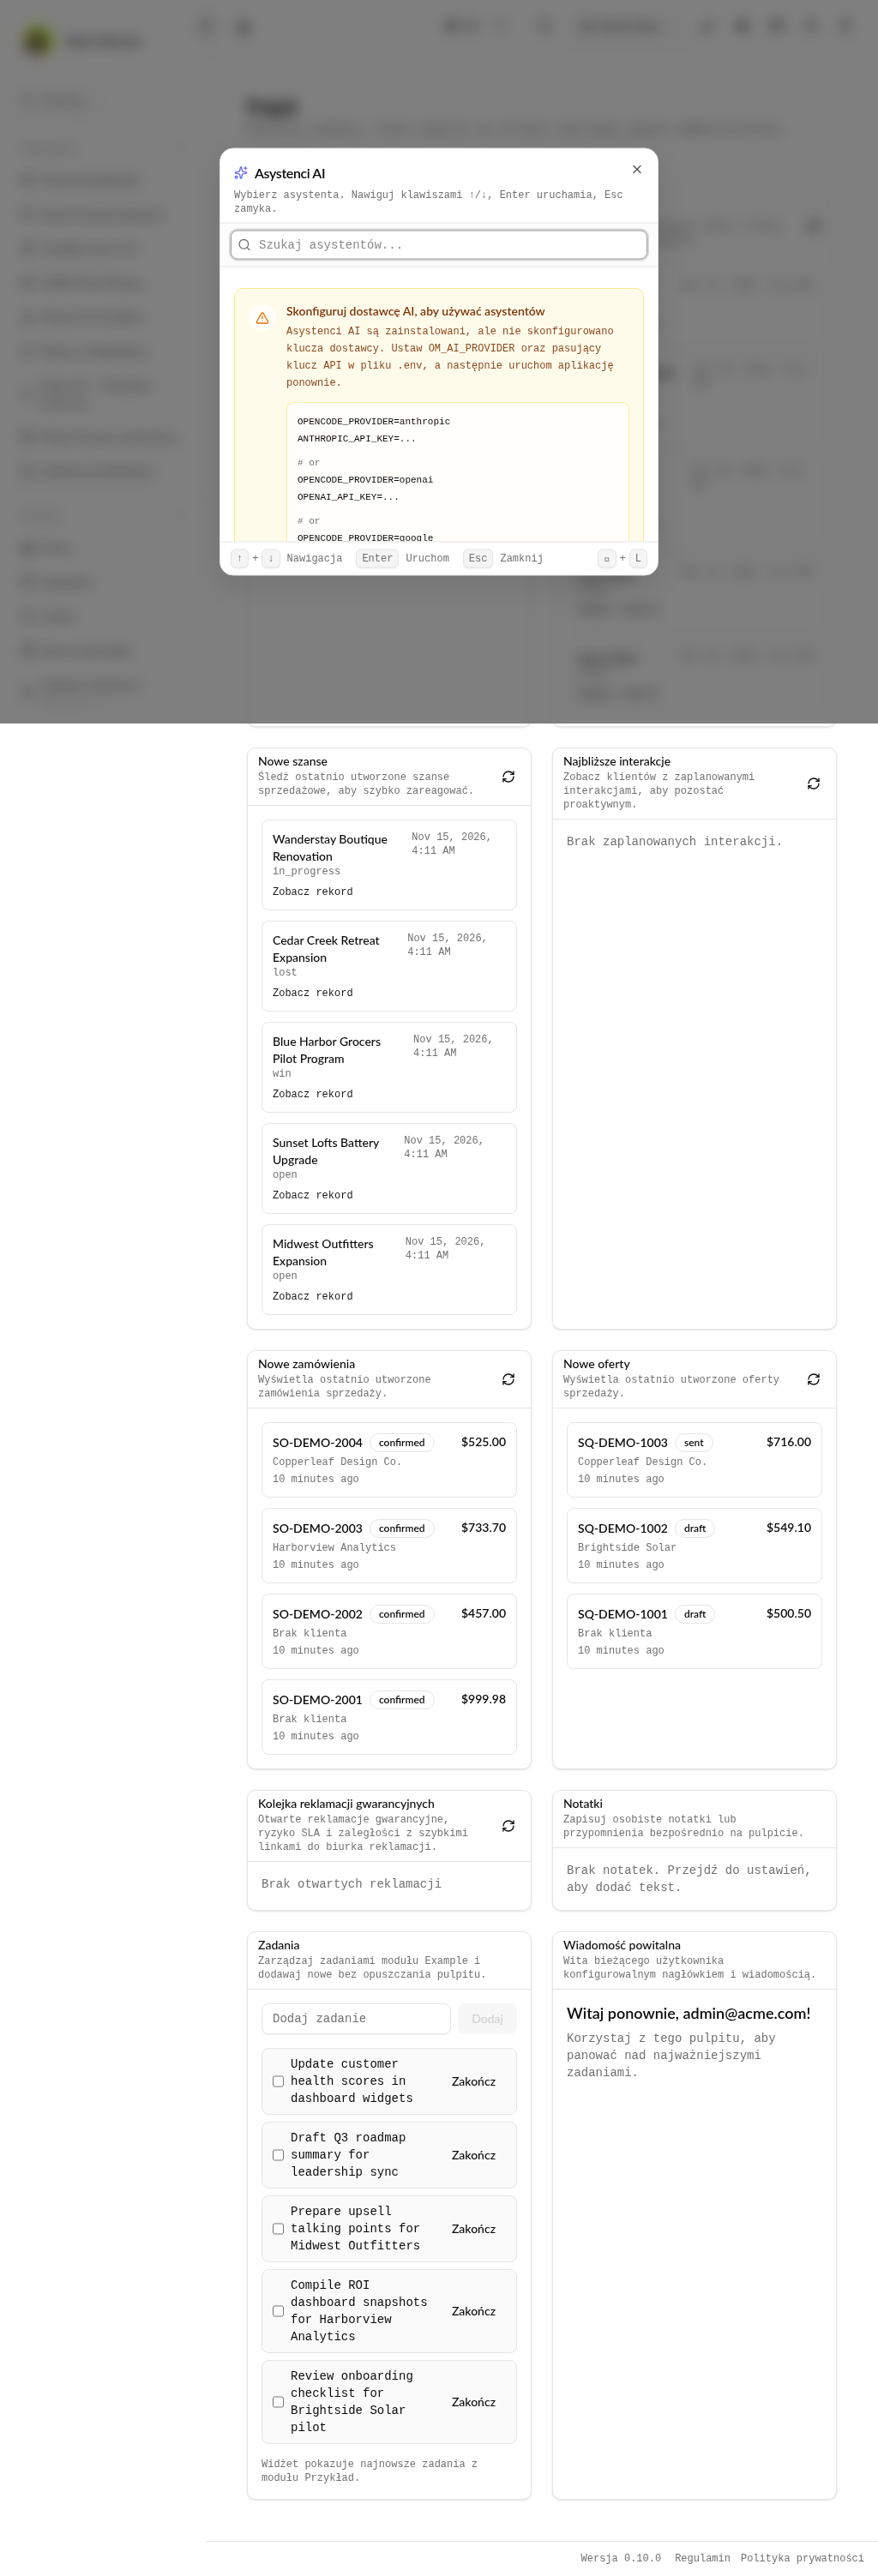 Asystenci AI
Wybierz asystenta. Nawiguj klawiszami ↑/↓, Enter uruchamia, Esc
zamyka.
Szukaj asystentów...
Skonfiguruj dostawcę AI, aby używać asystentów
Asystenci AI są zainstalowani, ale nie skonfigurowano
klucza dostawcy. Ustaw OM_AI_PROVIDER oraz pasujący
klucz API w pliku .env, a następnie uruchom aplikację
ponownie.
OPENCODE_PROVIDER=anthropic
ANTHROPIC_API_KEY=...
# or
OPENCODE_PROVIDER=openai
OPENAI_API_KEY=...
# or
OPENCODE_PROVIDER=google
↑ + ↓ Nawigacja Enter Uruchom Esc Zamknij + L
Nowe szanse
Śledź ostatnio utworzone szanse
sprzedażowe, aby szybko zareagować.
Wanderstay Boutique
Renovation
Nov 15, 2026,
4:11 AM
in_progress
Zobacz rekord
Cedar Creek Retreat
Expansion
Nov 15, 2026,
4:11 AM
lost
Zobacz rekord
Blue Harbor Grocers
Pilot Program
Nov 15, 2026,
4:11 AM
win
Zobacz rekord
Sunset Lofts Battery
Upgrade
Nov 15, 2026,
4:11 AM
open
Zobacz rekord
Midwest Outfitters
Expansion
Nov 15, 2026,
4:11 AM
open
Zobacz rekord
Najbliższe interakcje
Zobacz klientów z zaplanowanymi
interakcjami, aby pozostać
proaktywnym.
Brak zaplanowanych interakcji.
Nowe zamówienia
Wyświetla ostatnio utworzone
zamówienia sprzedaży.
SO-DEMO-2004 confirmed $525.00
Copperleaf Design Co.
10 minutes ago
SO-DEMO-2003 confirmed $733.70
Harborview Analytics
10 minutes ago
SO-DEMO-2002 confirmed $457.00
Brak klienta
10 minutes ago
SO-DEMO-2001 confirmed $999.98
Brak klienta
10 minutes ago
Nowe oferty
Wyświetla ostatnio utworzone oferty
sprzedaży.
SQ-DEMO-1003 sent $716.00
Copperleaf Design Co.
10 minutes ago
SQ-DEMO-1002 draft $549.10
Brightside Solar
10 minutes ago
SQ-DEMO-1001 draft $500.50
Brak klienta
10 minutes ago
Kolejka reklamacji gwarancyjnych
Otwarte reklamacje gwarancyjne,
ryzyko SLA i zaległości z szybkimi
linkami do biurka reklamacji.
Brak otwartych reklamacji
Notatki
Zapisuj osobiste notatki lub
przypomnienia bezpośrednio na pulpicie.
Brak notatek. Przejdź do ustawień,
aby dodać tekst.
Zadania
Zarządzaj zadaniami modułu Example i
dodawaj nowe bez opuszczania pulpitu.
Dodaj zadanie Dodaj
Update customer
health scores in
dashboard widgets
Zakończ
Draft Q3 roadmap
summary for
leadership sync
Zakończ
Prepare upsell
talking points for
Midwest Outfitters
Zakończ
Compile ROI
dashboard snapshots
for Harborview
Analytics
Zakończ
Review onboarding
checklist for
Brightside Solar
pilot
Zakończ
Widżet pokazuje najnowsze zadania z
modułu Przykład.
Wiadomość powitalna
Wita bieżącego użytkownika
konfigurowalnym nagłówkiem i wiadomością.
Witaj ponownie, admin@acme.com!
Korzystaj z tego pulpitu, aby
panować nad najważniejszymi
zadaniami.
Wersja 0.10.0 Regulamin Polityka prywatności